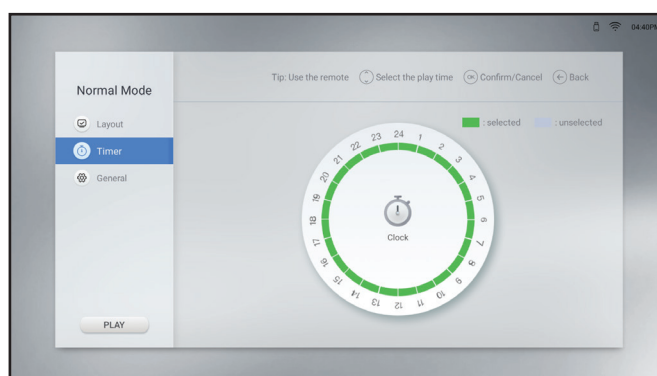 04:40PM
Tip: Use the remote Select the play time OK Confirm/Cancel Back
Normal Mode
: selected : unselected
Layout
Timer
General
24
1
2
3
4
5
6
7
8
9
10
11
12
13
14
15
16
17
18
19
20
21
22
23
Clock
PLAY